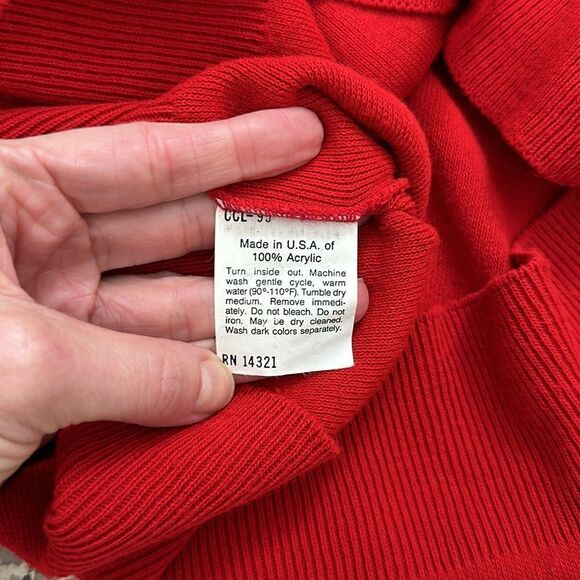 CCL-95
Made in U.S.A. of
100% Acrylic
Turn inside out. Machine
wash gentle cycle, warm
water (90°-110°F). Tumble dry
medium. Remove immedi-
ately. Do not bleach. Do not
iron. May be dry cleaned.
Wash dark colors separately.
RN 14321